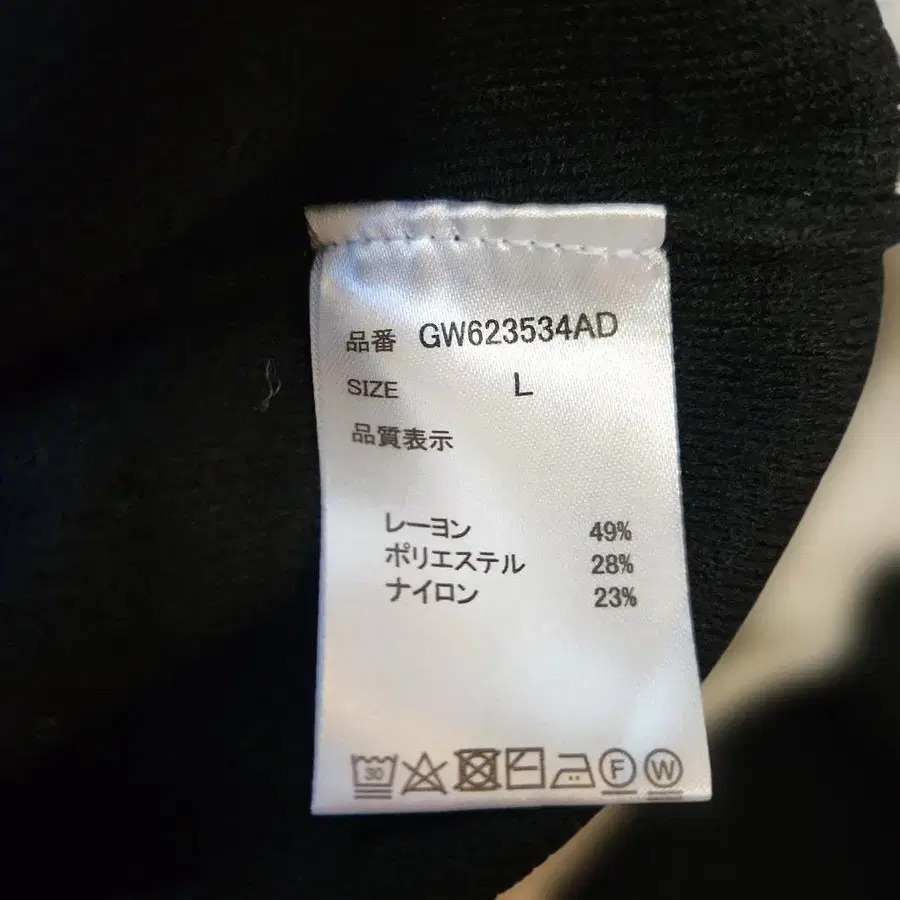 品番 GW623534AD
SIZE L
品質表示
レーヨン 49%
ポリエステル 28%
ナイロン 23%
30 F W